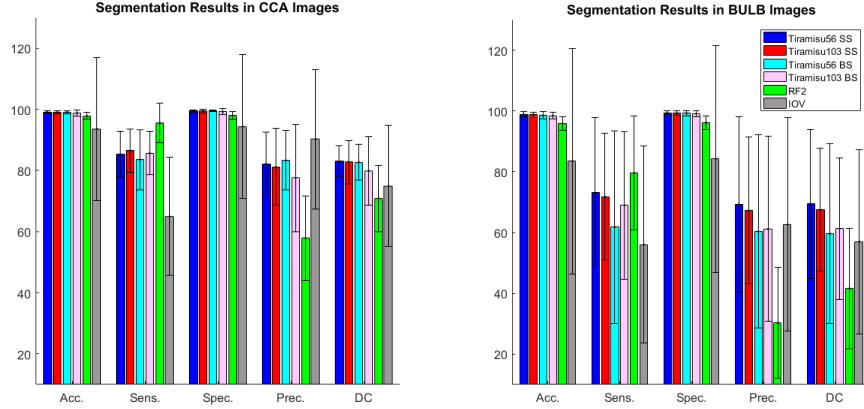 Segmentation Results in CCA Images
120
100
80
60
40
20
Acc. Sens. Spec. Prec. DC
Segmentation Results in BULB Images
120
100
80
60
40
20
Acc. Sens. Spec. Prec. DC
Tiramisu56 SS
Tiramisu103 SS
Tiramisu56 BS
Tiramisu103 BS
RF2
IOV